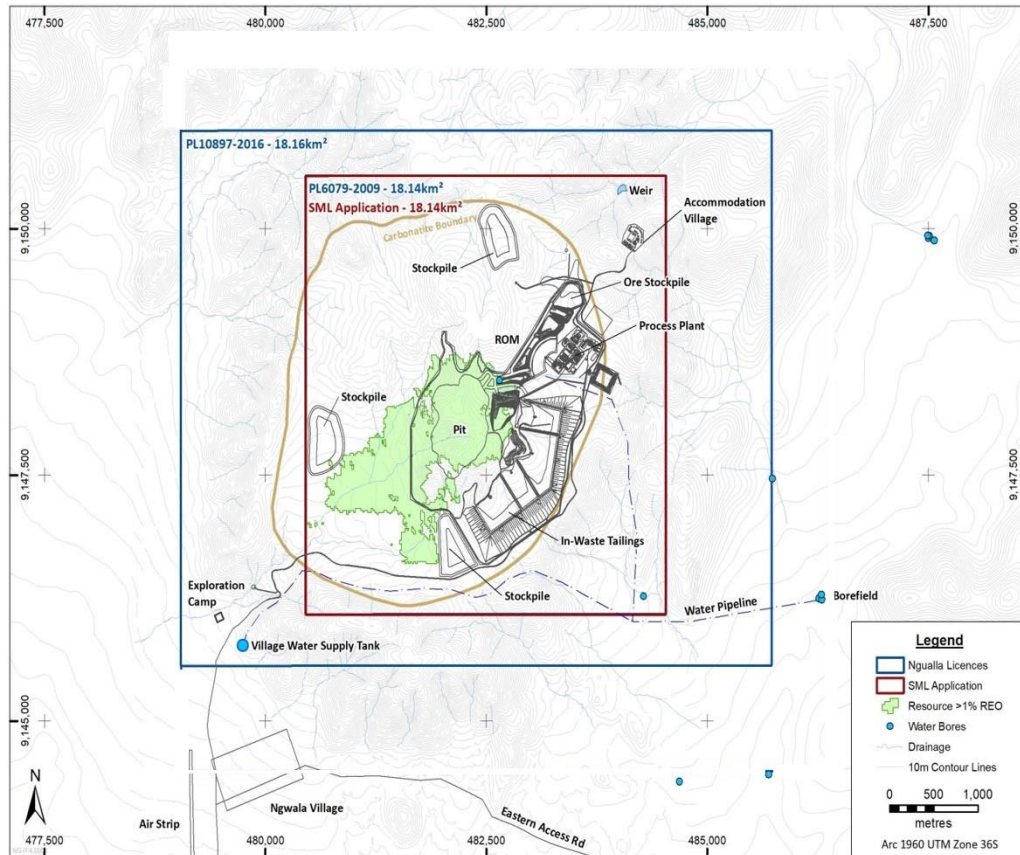 477,500
480,000
482,500
485,000
487,500
PL10897-2016 - 18.16km²
PL6079-2009 - 18.14km²
SML Application - 18.14km²
Weir
Accommodation
Village
9,150,000
9,150,000
Carbonatite Boundary
Stockpile
Ore Stockpile
Process Plant
ROM
Stockpile
Pit
9,147,500
9,147,500
In-Waste Tailings
Exploration
Camp
Stockpile
Water Pipeline
Borefield
Village Water Supply Tank
Legend
Ngualla Licences
SML Application
Resource >1% REO
Water Bores
Drainage
10m Contour Lines
0 500 1,000
metres
Arc 1960 UTM Zone 36S
9,145,000
N
Ngwala Village
Air Strip
Eastern Access Rd
477,500
480,000
482,500
485,000